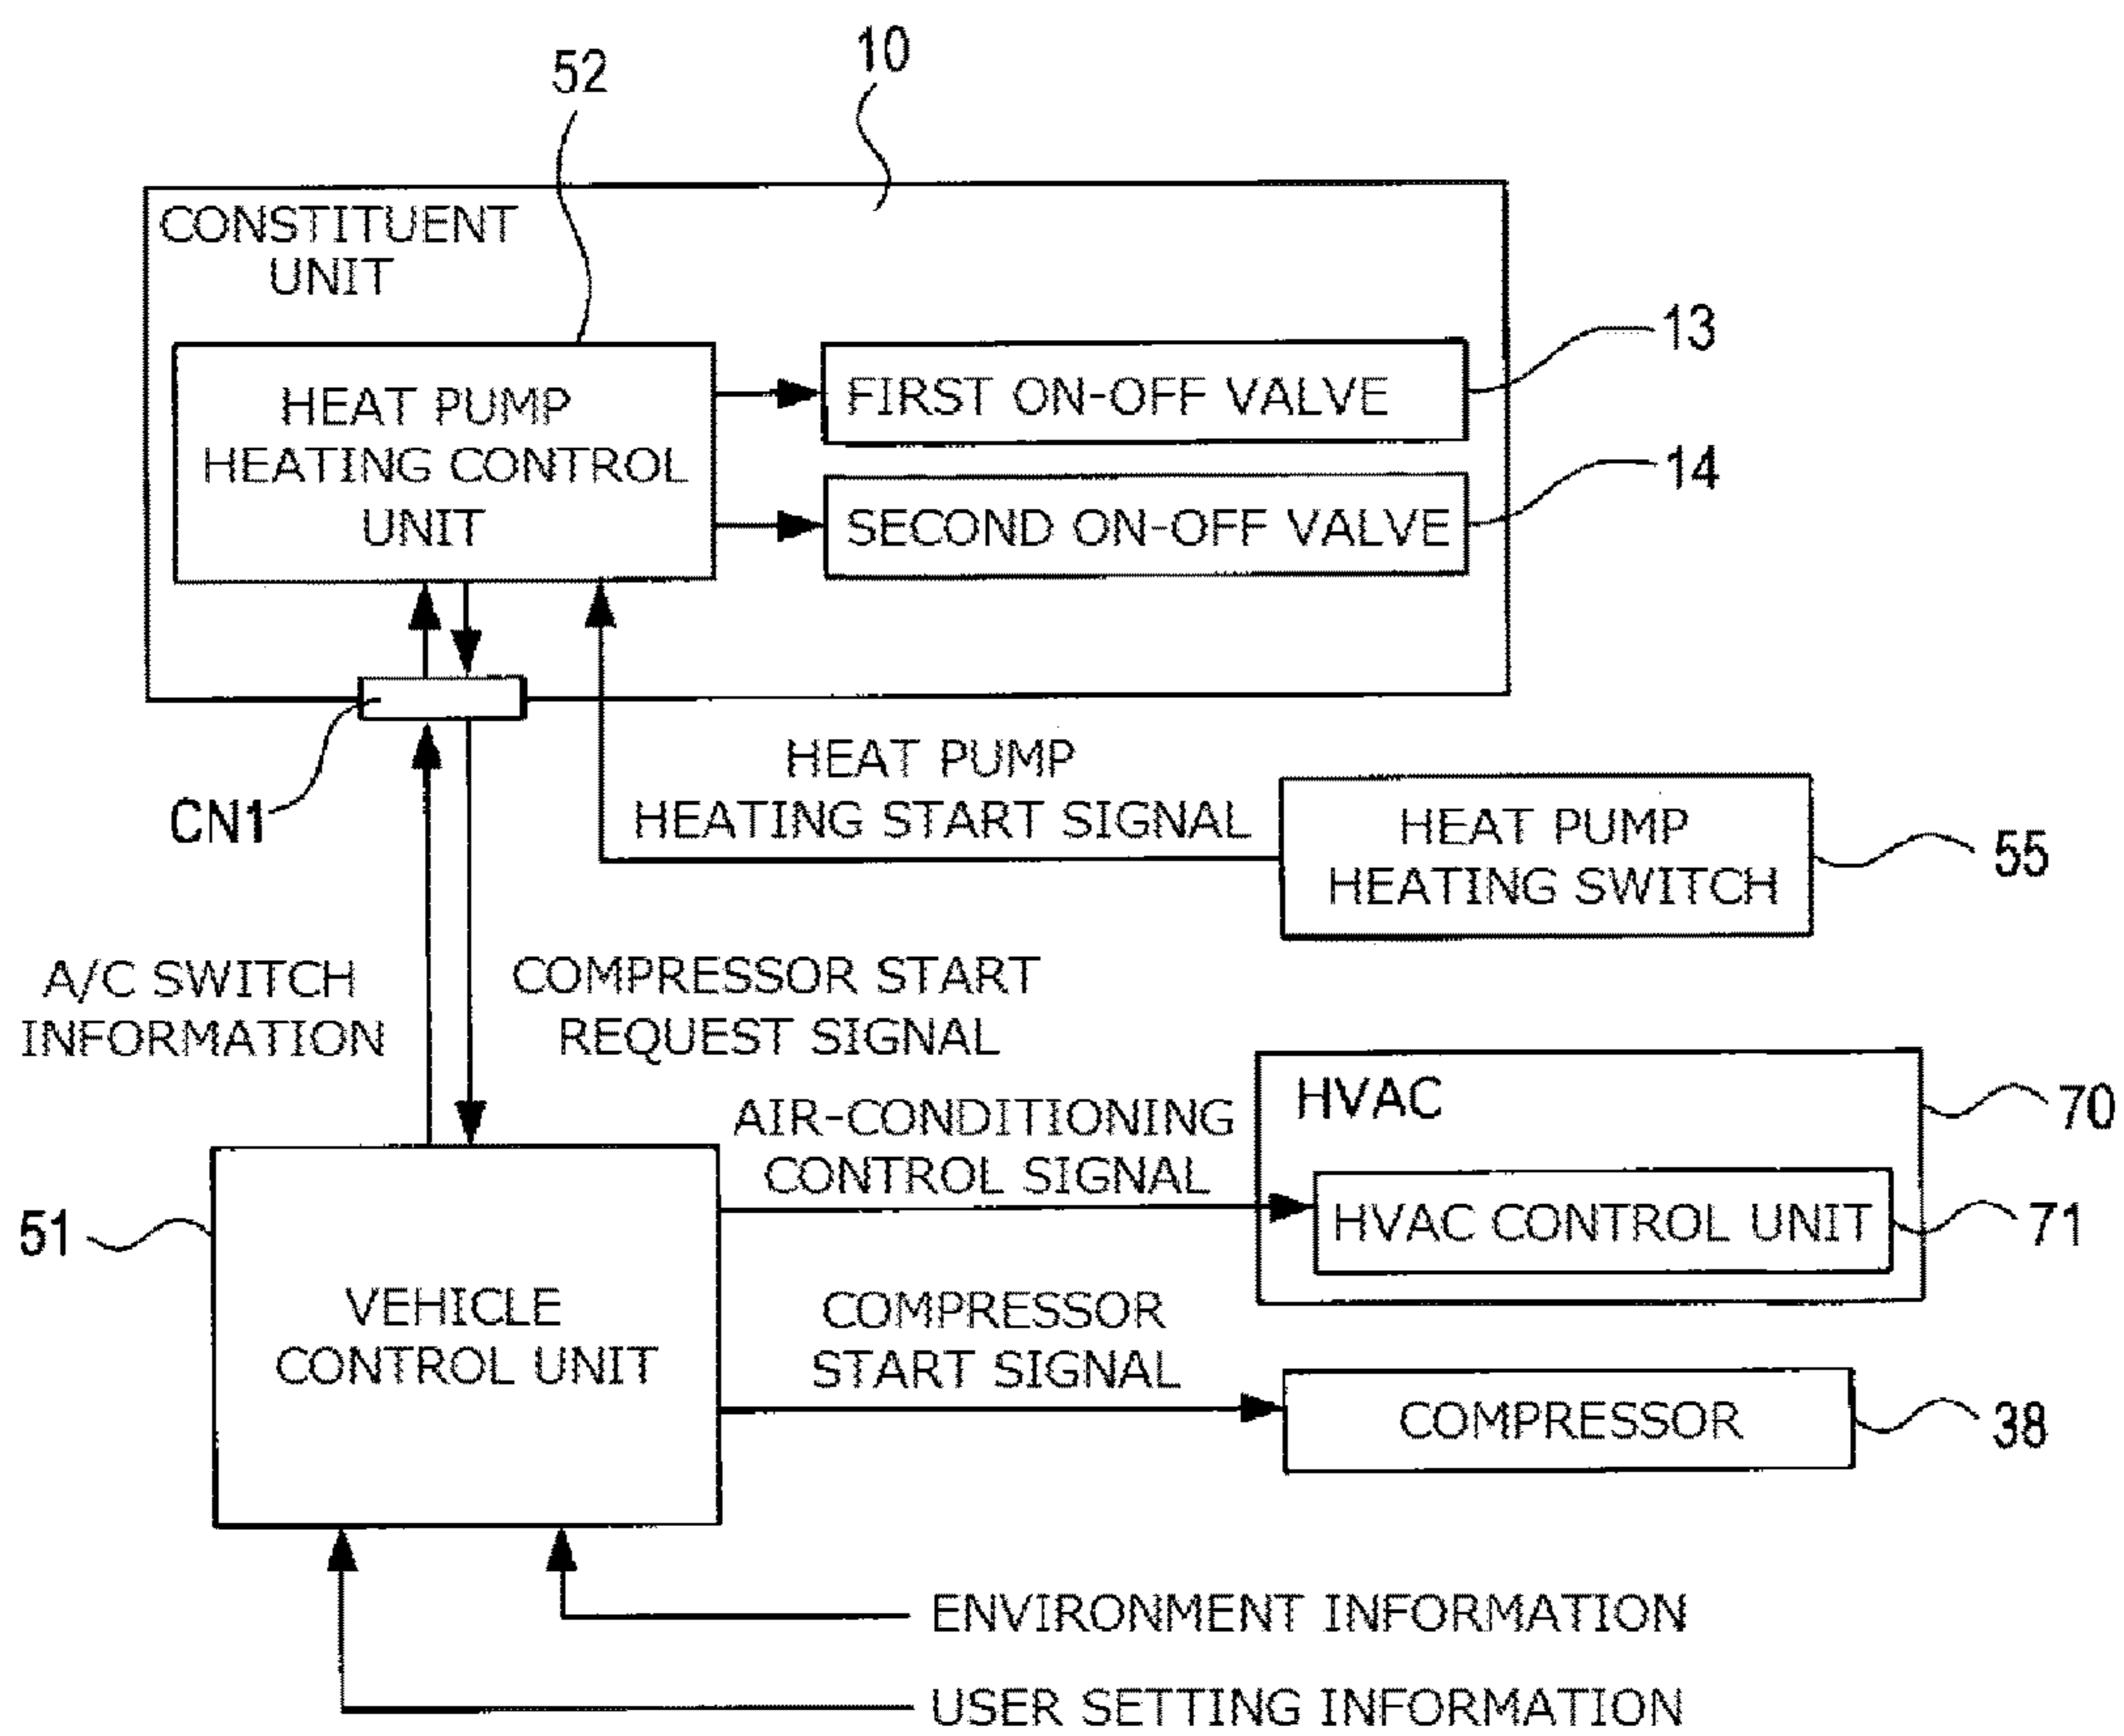 10
52
CONSTITUENT
UNIT
13
HEAT PUMP
HEATING CONTROL
UNIT
FIRST ON-OFF VALVE
14
SECOND ON-OFF VALVE
CN1
HEAT PUMP
HEATING START SIGNAL
HEAT PUMP
HEATING SWITCH
55
A/C SWITCH
INFORMATION
COMPRESSOR START
REQUEST SIGNAL
HVAC
70
AIR-CONDITIONING
CONTROL SIGNAL
HVAC CONTROL UNIT
71
51
VEHICLE
CONTROL UNIT
COMPRESSOR
START SIGNAL
COMPRESSOR
38
ENVIRONMENT INFORMATION
USER SETTING INFORMATION